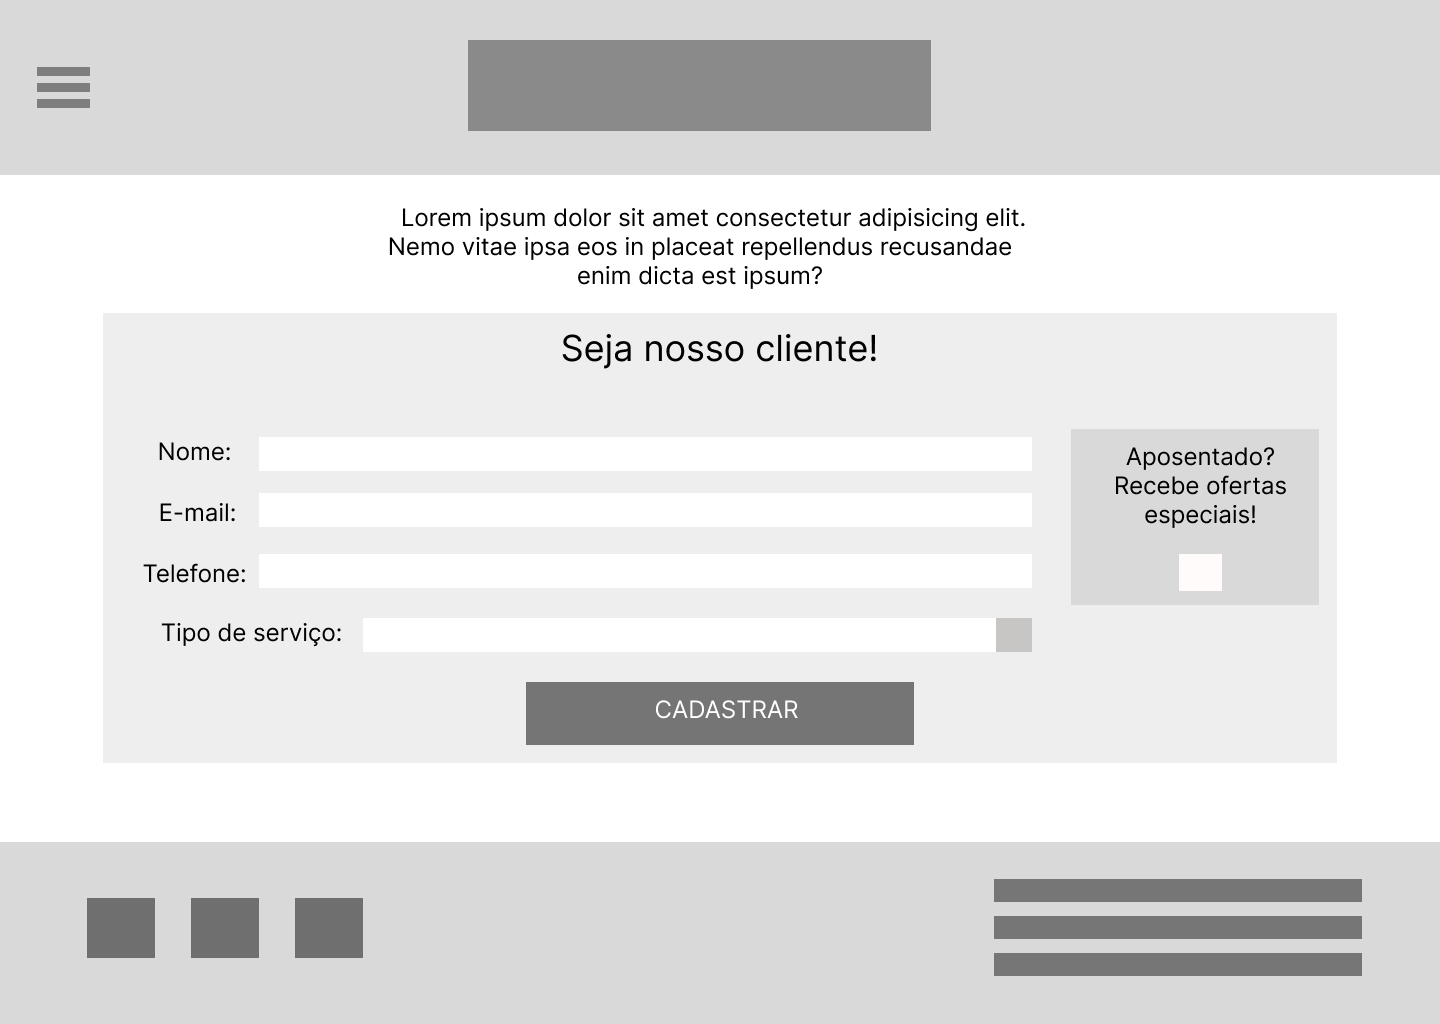 Lorem ipsum dolor sit amet consectetur adipisicing elit.
Nemo vitae ipsa eos in placeat repellendus recusandae
enim dicta est ipsum?
Seja nosso cliente!
Nome:
E-mail:
Telefone:
Tipo de serviço:
Aposentado?
Recebe ofertas
especiais!
CADASTRAR